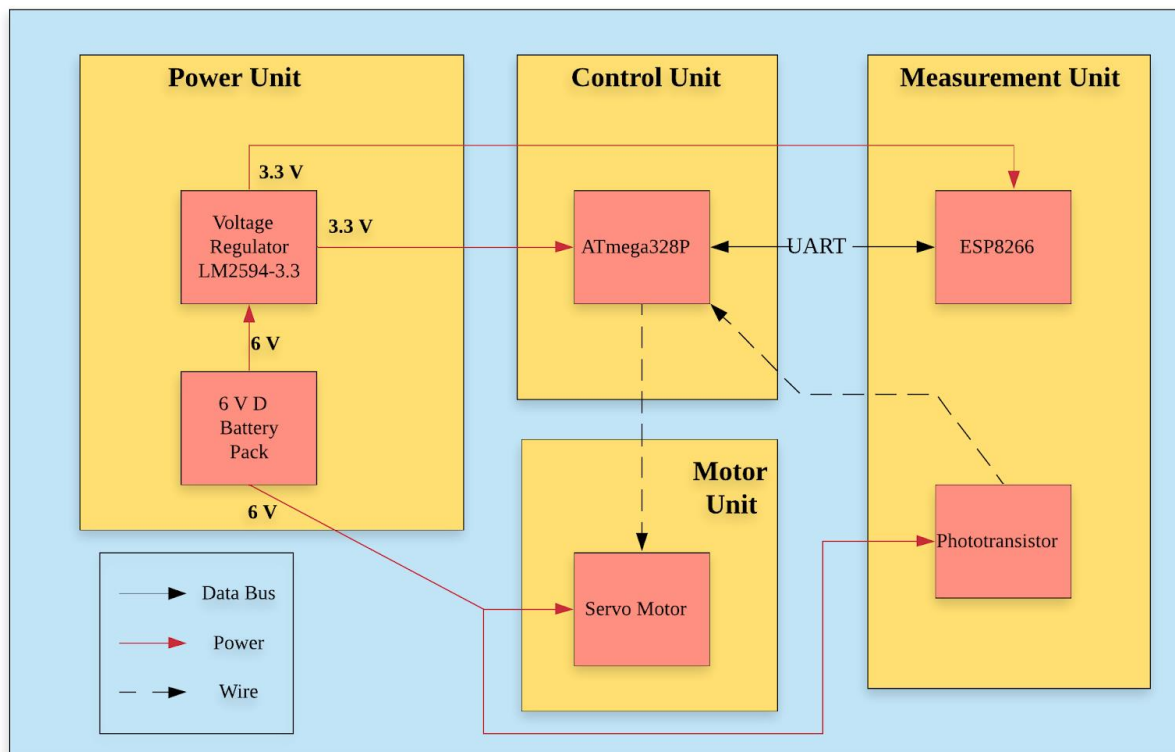 Power Unit
Control Unit
Measurement Unit
3.3 V
Voltage
Regulator
LM2594-3.3
3.3 V
ATmega328P
UART
ESP8266
6 V
6 V D
Battery
Pack
6 V
Motor
Unit
Servo Motor
Phototransistor
Data Bus
Power
Wire